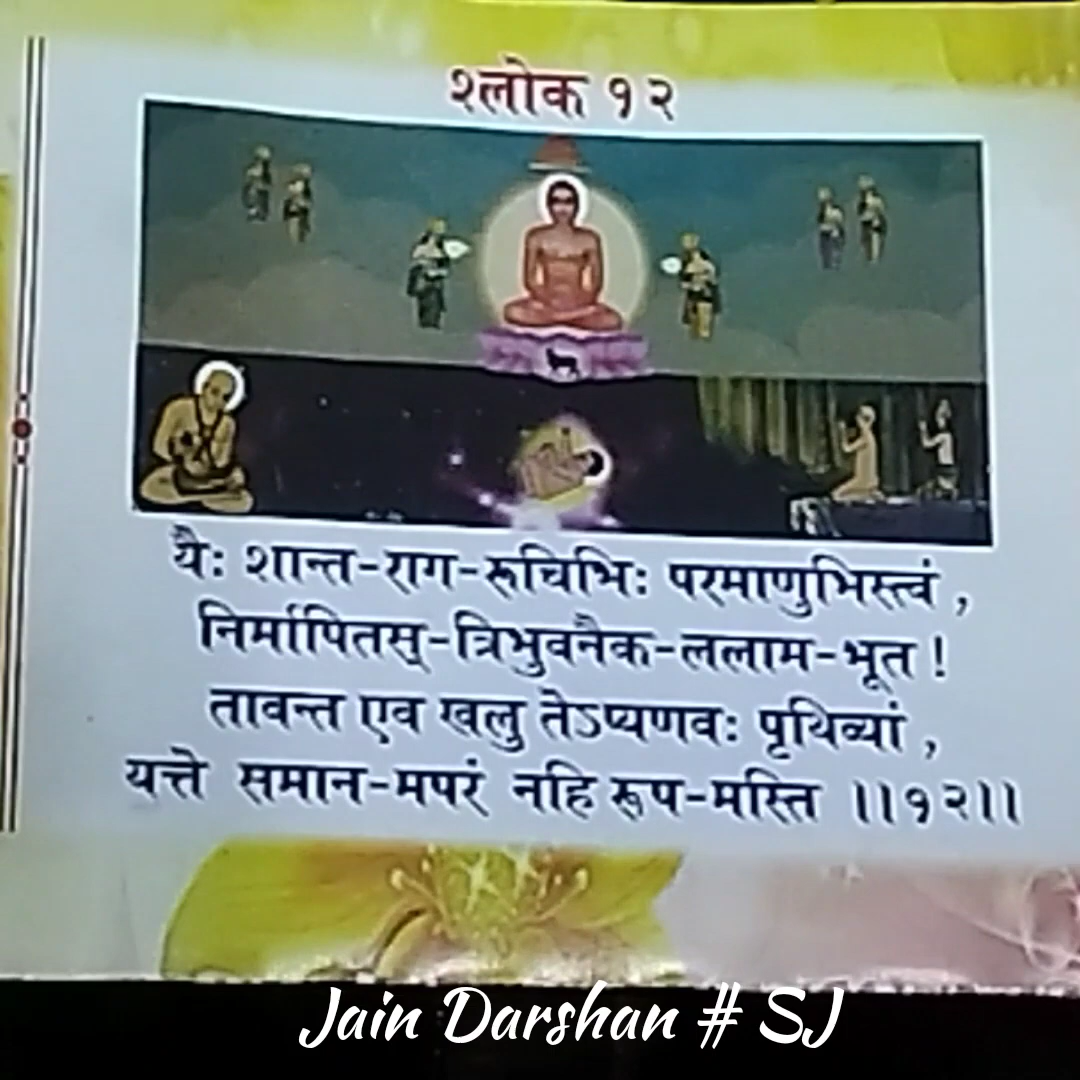 श्लोक १२
यैः शान्त-राग-रूचिभिः परमाणुभिस्त्वं ,
निर्मापितस्-त्रिभुवनैक-ललाम-भूत !
तावन्त एव खलु तेऽप्यणवः पृथिव्यां ,
यत्ते समान-मपरं नहि रूप-मस्ति ।।१२।।
Jain Darshan # SJ